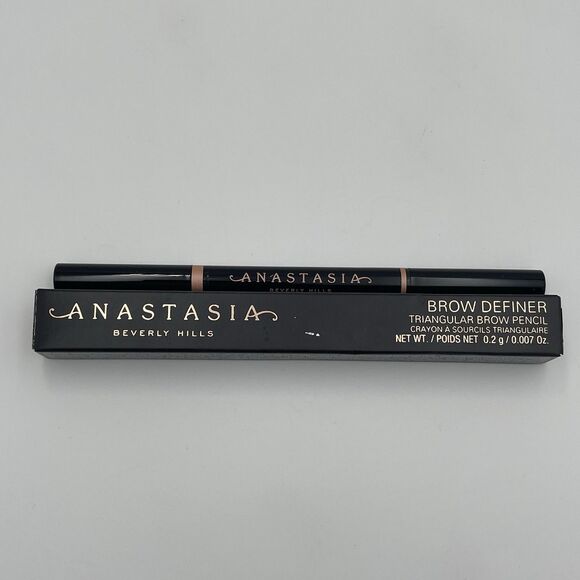 ANASTASIA
BEVERLY HILLS
ANASTASIA
BEVERLY HILLS
BROW DEFINER
TRIANGULAR BROW PENCIL
CRAYON A SOURCILS TRIANGULAIRE
NET WT. / POIDS NET 0.2 g / 0.007 Oz.